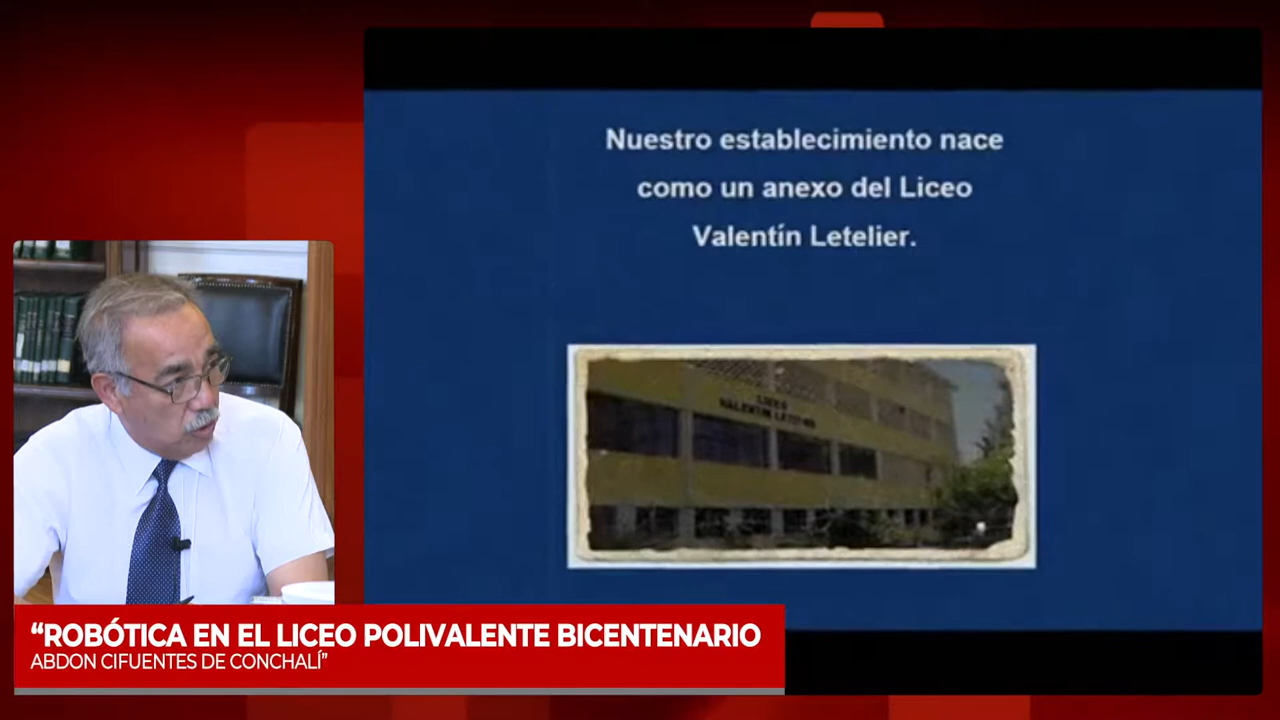 Nuestro establecimiento nace
como un anexo del Liceo
Valentín Letelier.
LICEO
VALENTIN LETELIER
“ROBÓTICA EN EL LICEO POLIVALENTE BICENTENARIO
ABDON CIFUENTES DE CONCHALÍ”